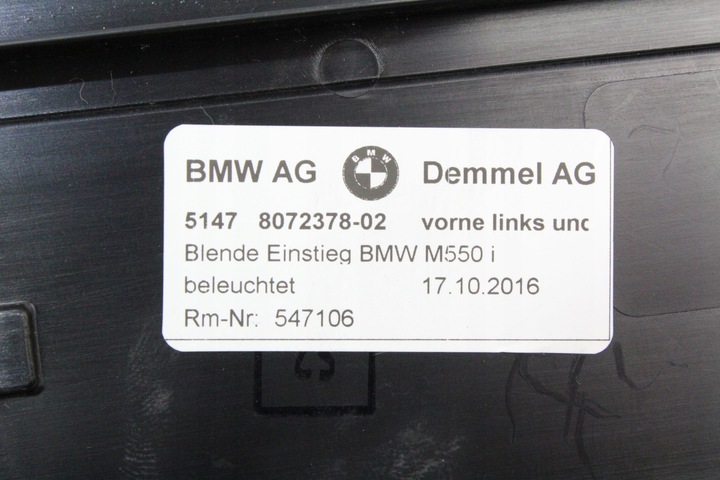 BMW AG BMW Demmel AG
5147 8072378-02 vorne links und
Blende Einstieg BMW M550 i
beleuchtet 17.10.2016
Rm-Nr: 547106